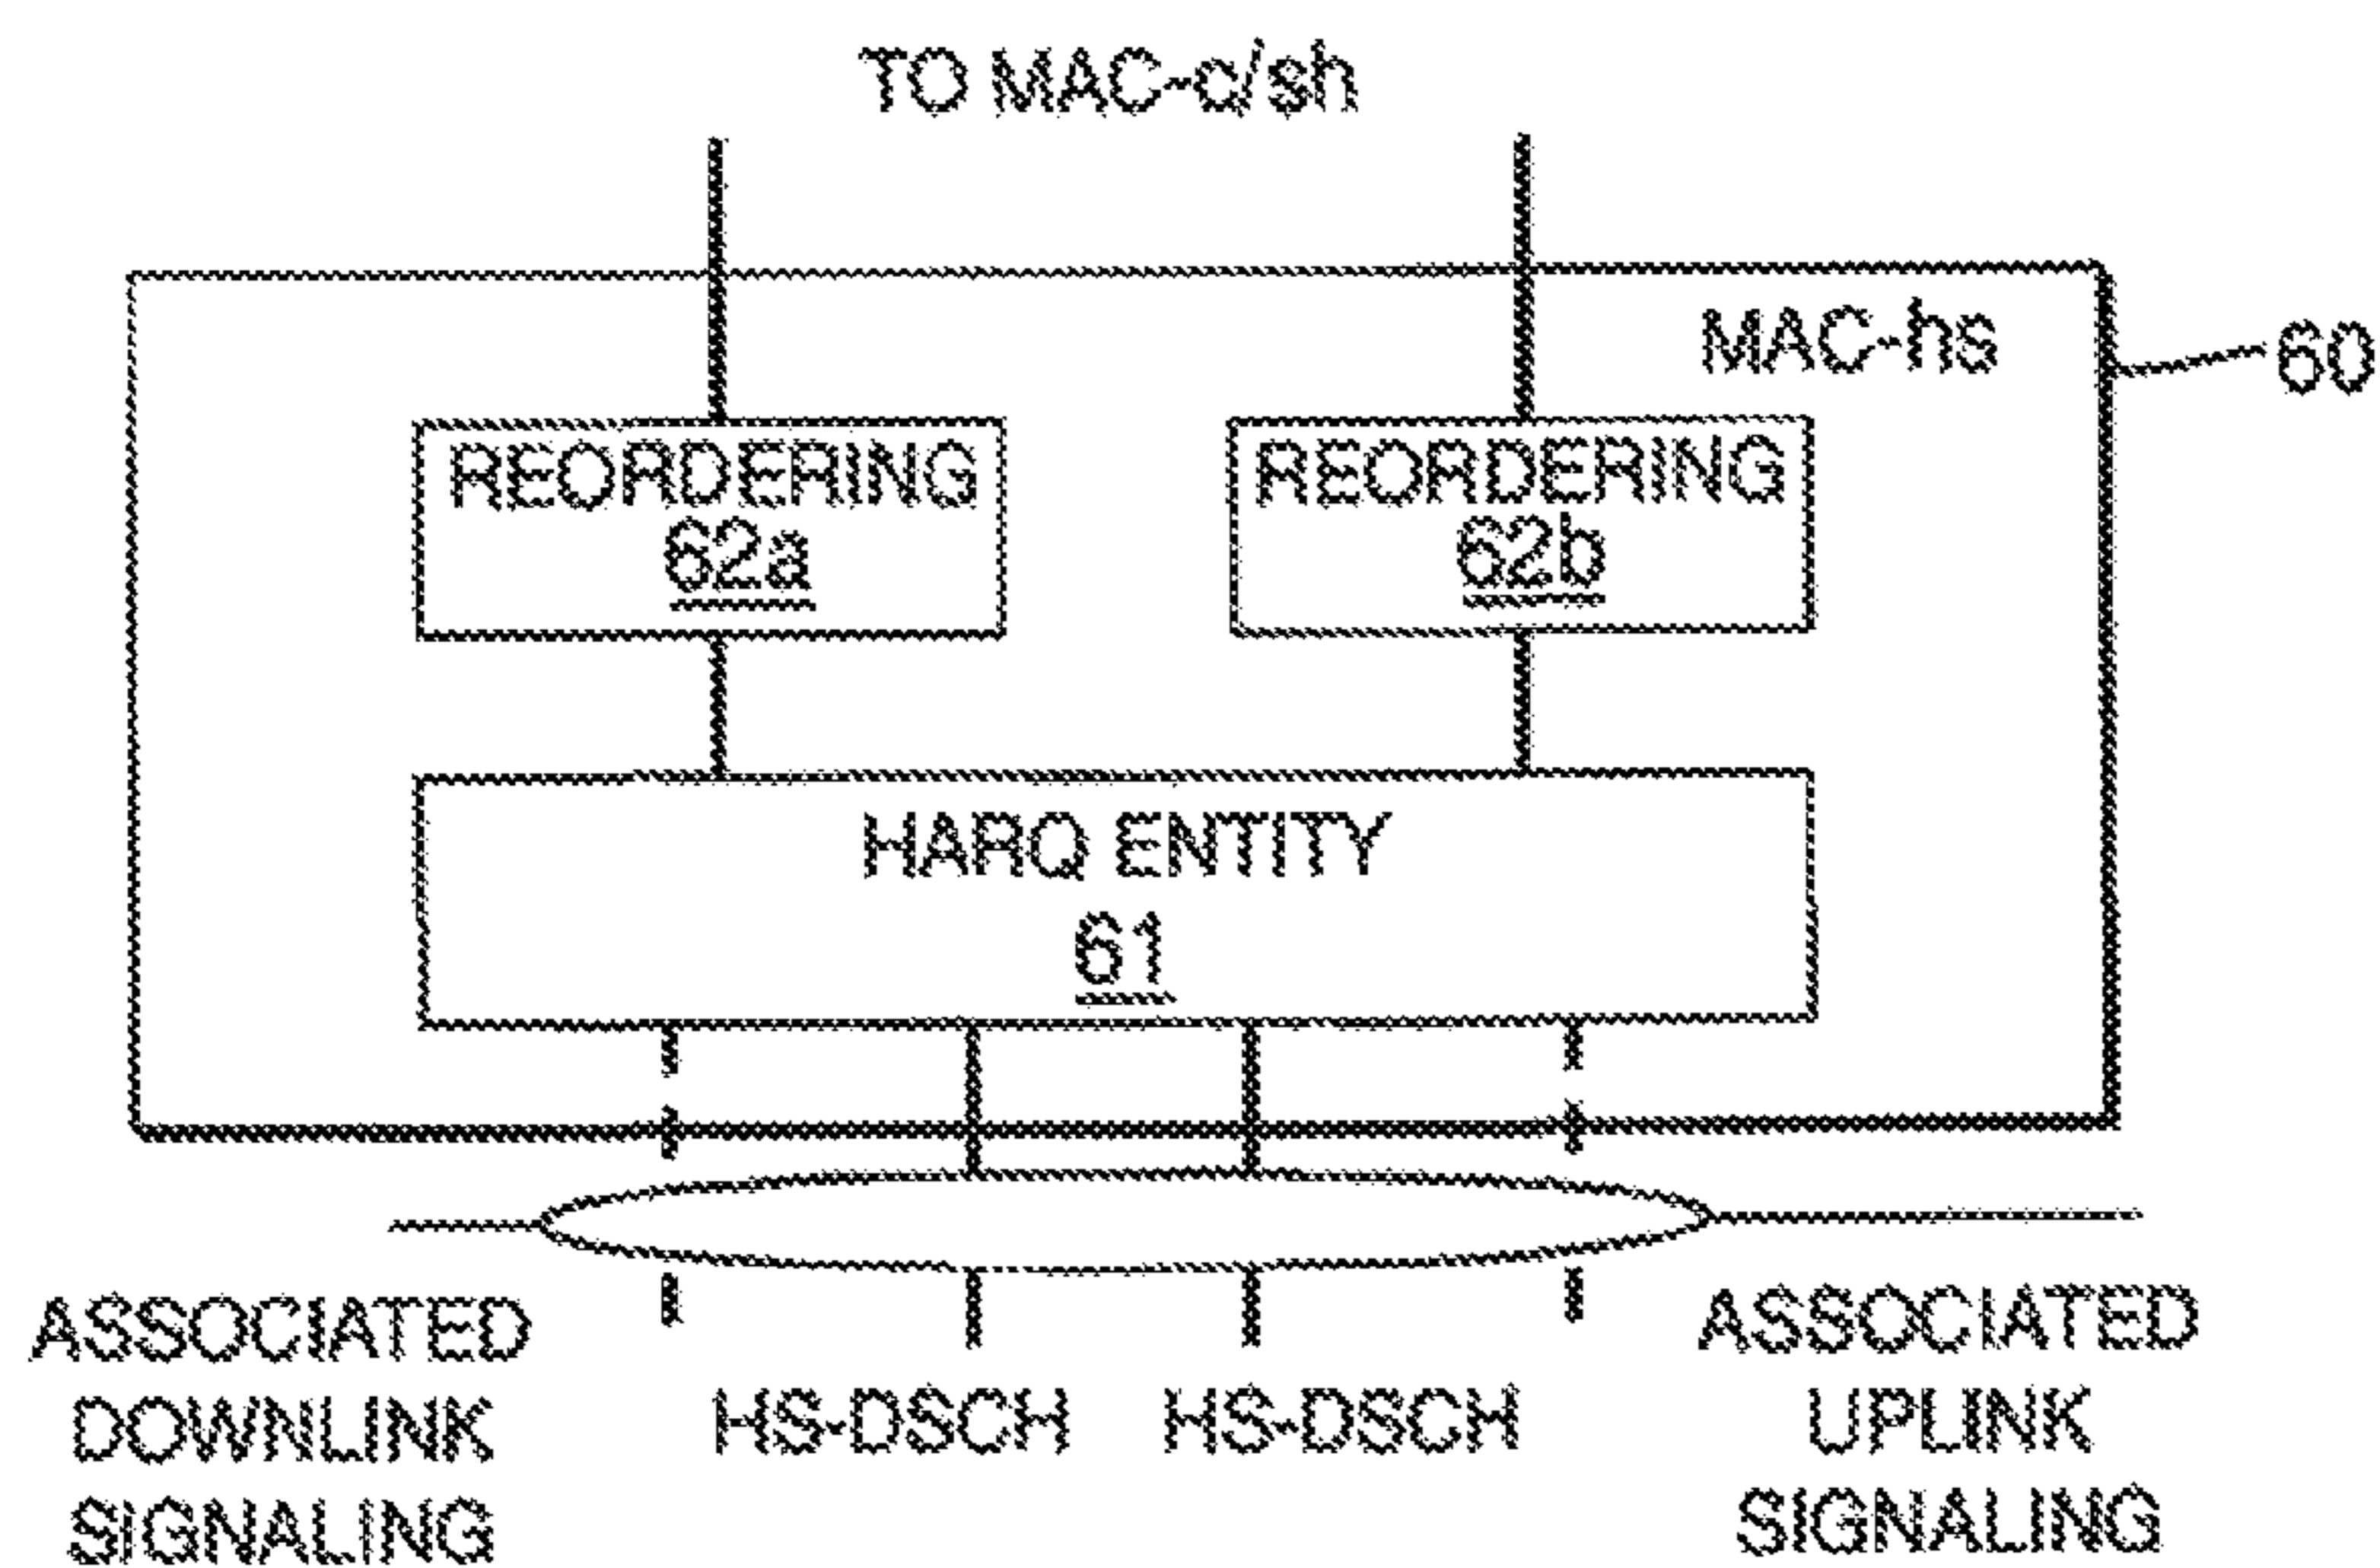 TO MAC-c/sh
MAC-hs
60
REORDERING
62a
REORDERING
62b
HARQ ENTITY
61
ASSOCIATED
DOWNLINK
SIGNALING
HS-DSCH
HS-DSCH
ASSOCIATED
UPLINK
SIGNALING